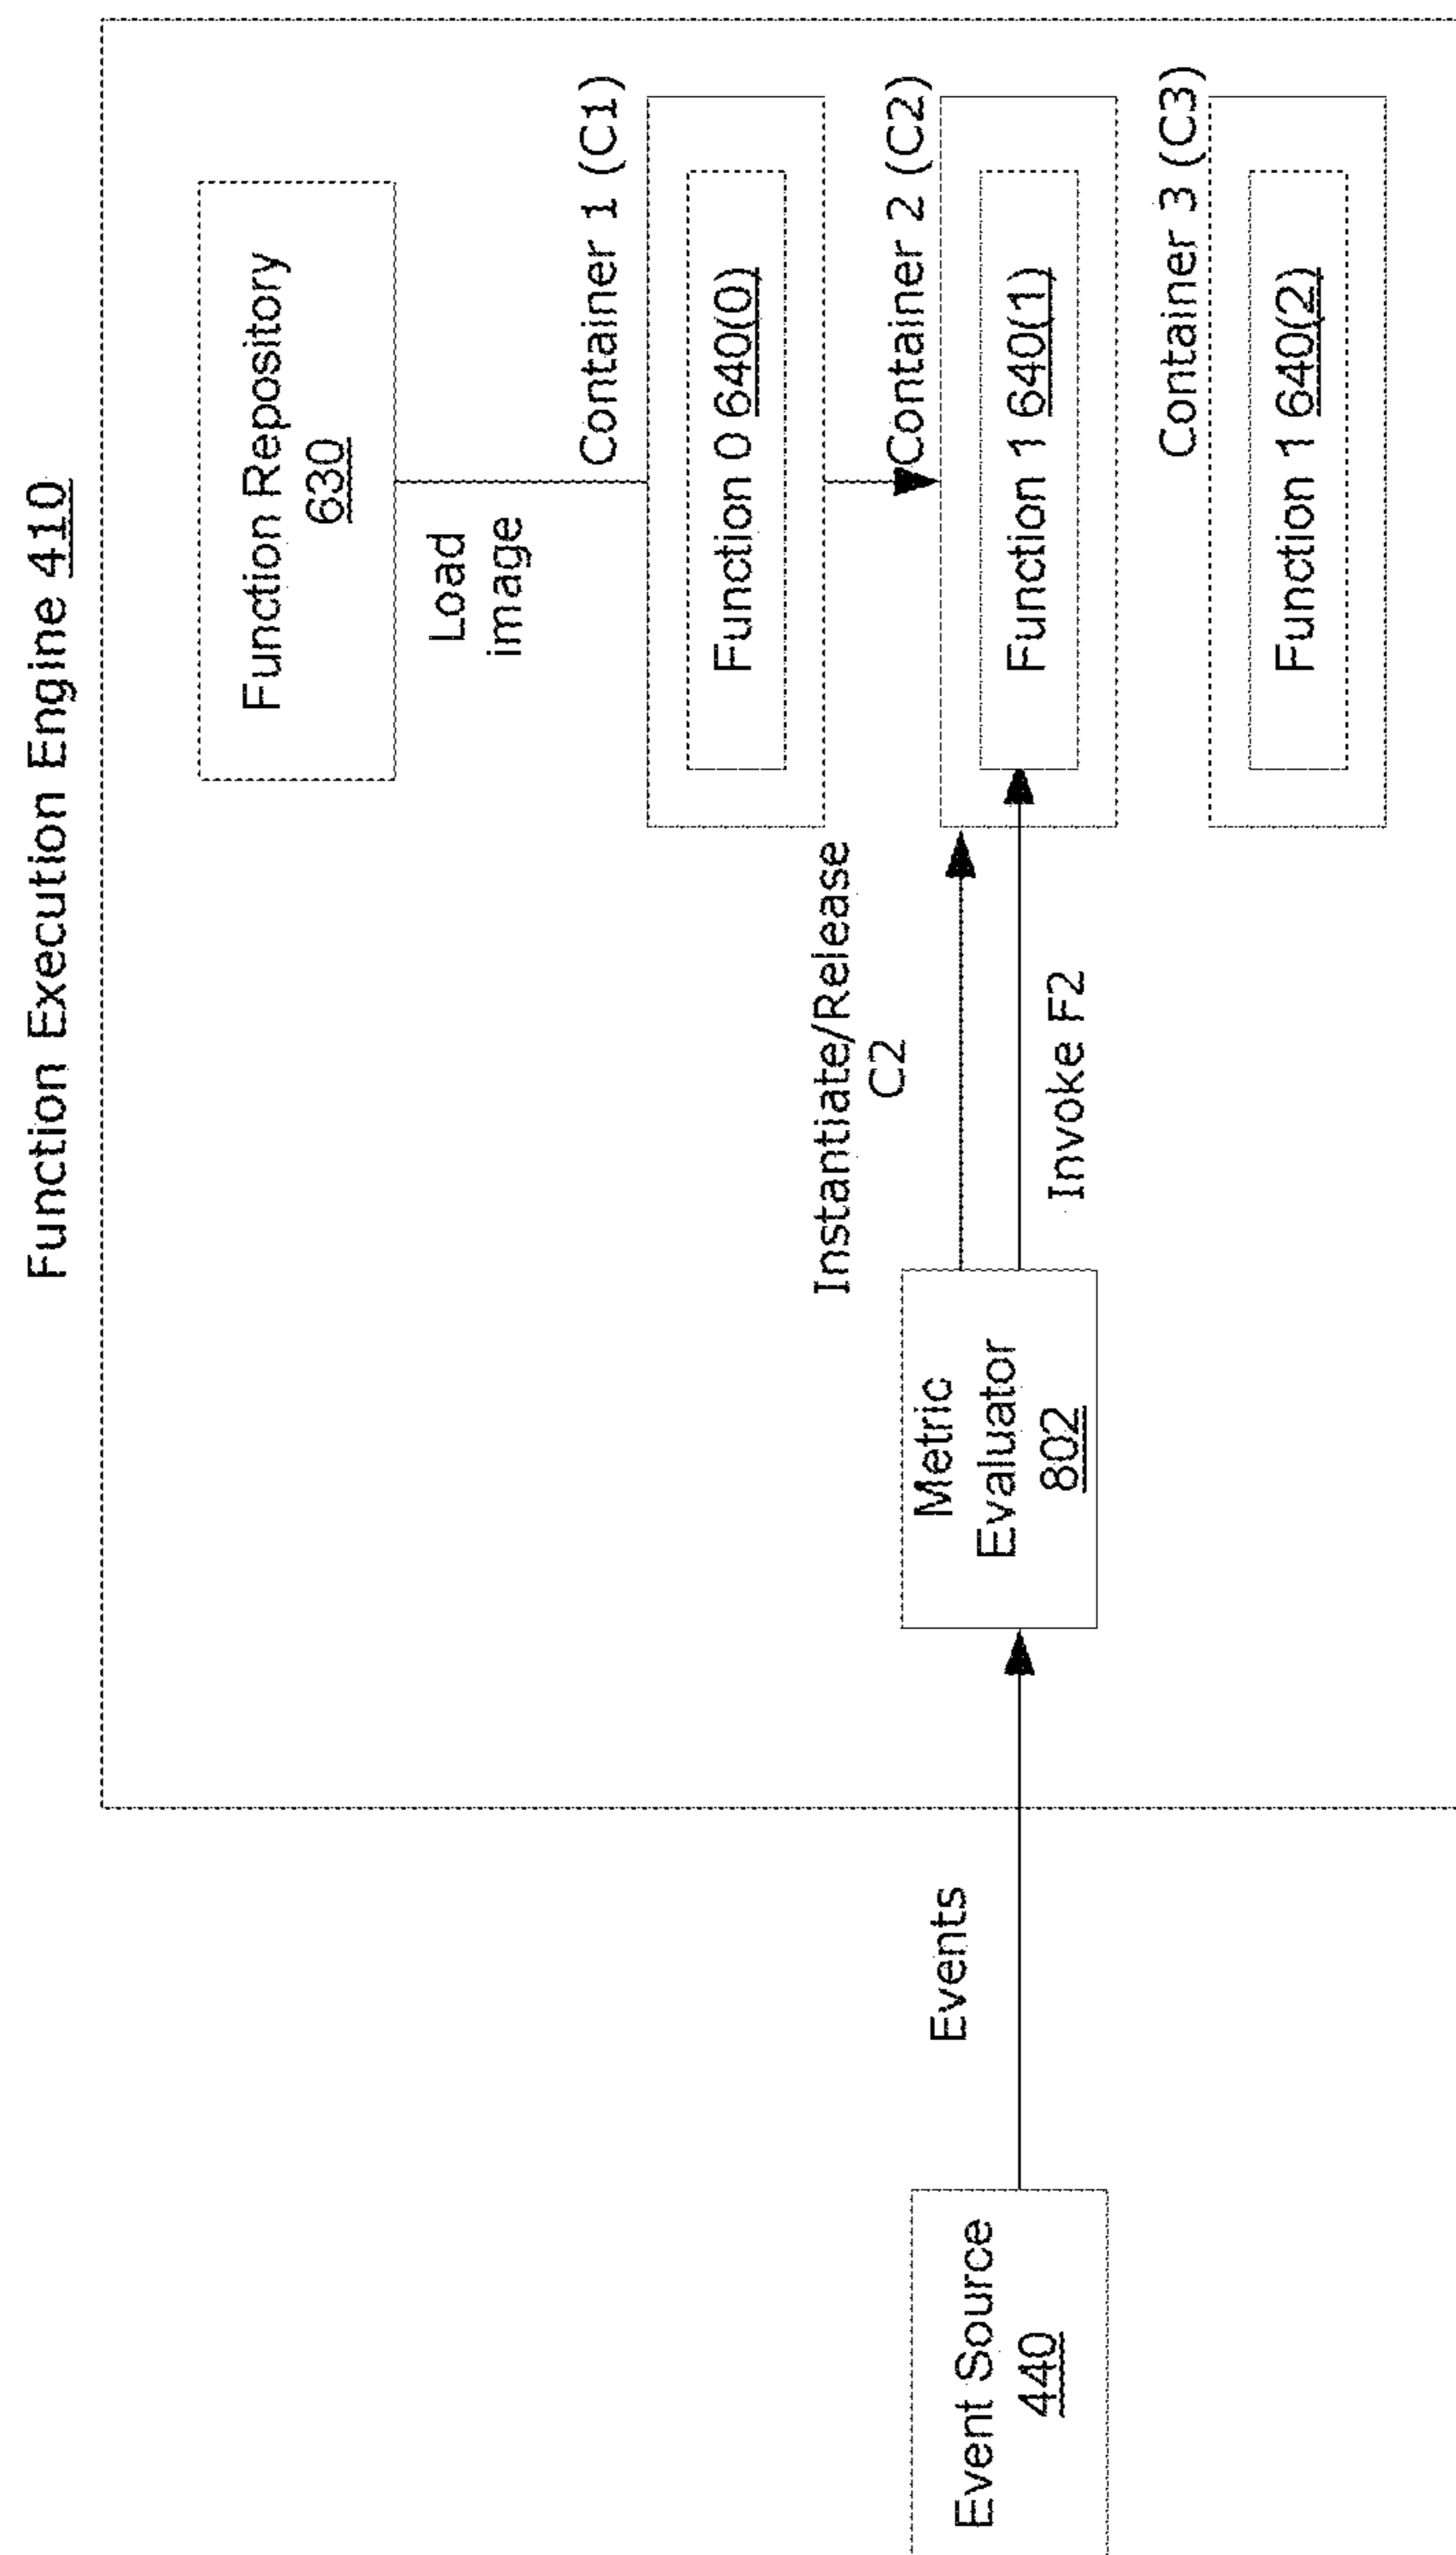 Function Execution Engine 410
Function Repository
630
Load
image
Container 1 (C1)
Function 0 640(0)
Instantiate/Release
C2
Container 2 (C2)
Function 1 640(1)
Invoke F2
Container 3 (C3)
Function 1 640(2)
Metric
Evaluator
802
Events
Event Source
440